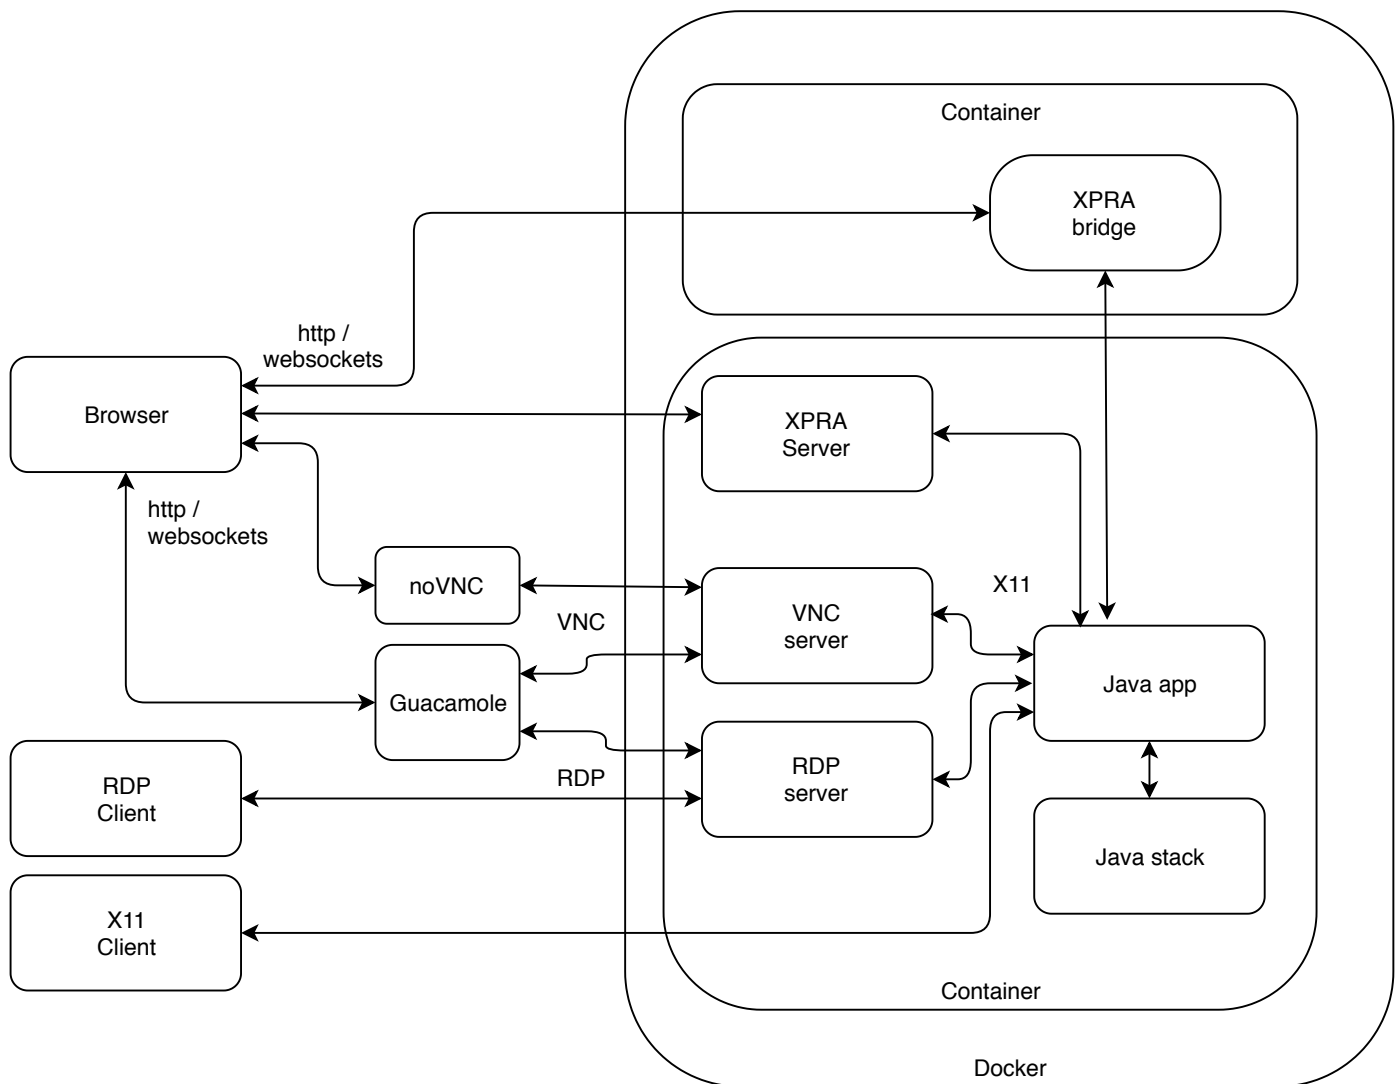 Container
XPRA
bridge
http /
websockets
Browser
XPRA
Server
http /
websockets
noVNC
VNC
VNC
server
X11
Guacamole
Java app
RDP
Client
RDP
RDP
server
Java stack
X11
Client
Container
Docker